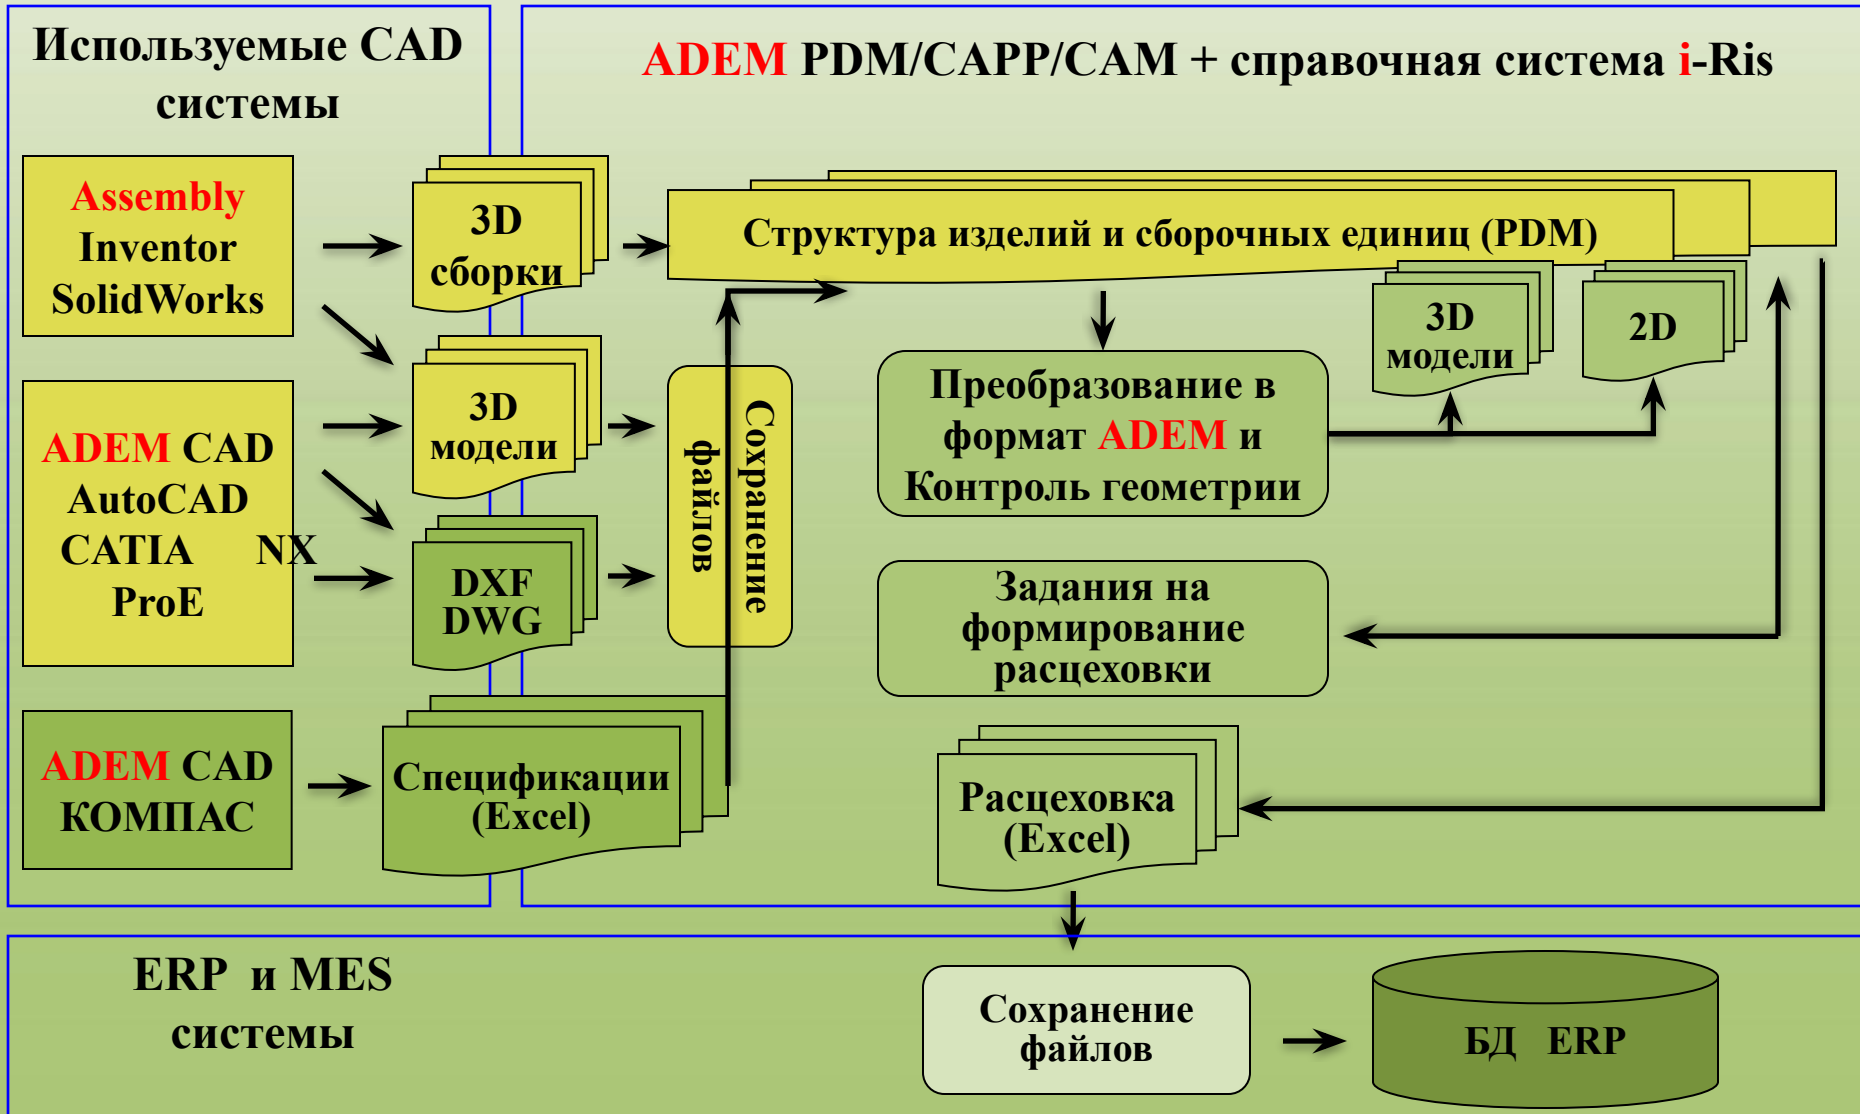 Используемые CAD
системы
ADEM PDM/CAPP/CAM + справочная система i-Ris
Assembly
Inventor
SolidWorks
3D
сборки
Структура изделий и сборочных единиц (PDM)
3D
модели
2D
ADEM CAD
AutoCAD
CATIA NX
ProE
3D
модели
Сохранение
файлов
Преобразование в
формат ADEM и
Контроль геометрии
DXF
DWG
Задания на
формирование
расцеховки
ADEM CAD
КОМПАС
Спецификации
(Excel)
Расцеховка
(Excel)
ERP и MES
системы
Сохранение
файлов
БД ERP